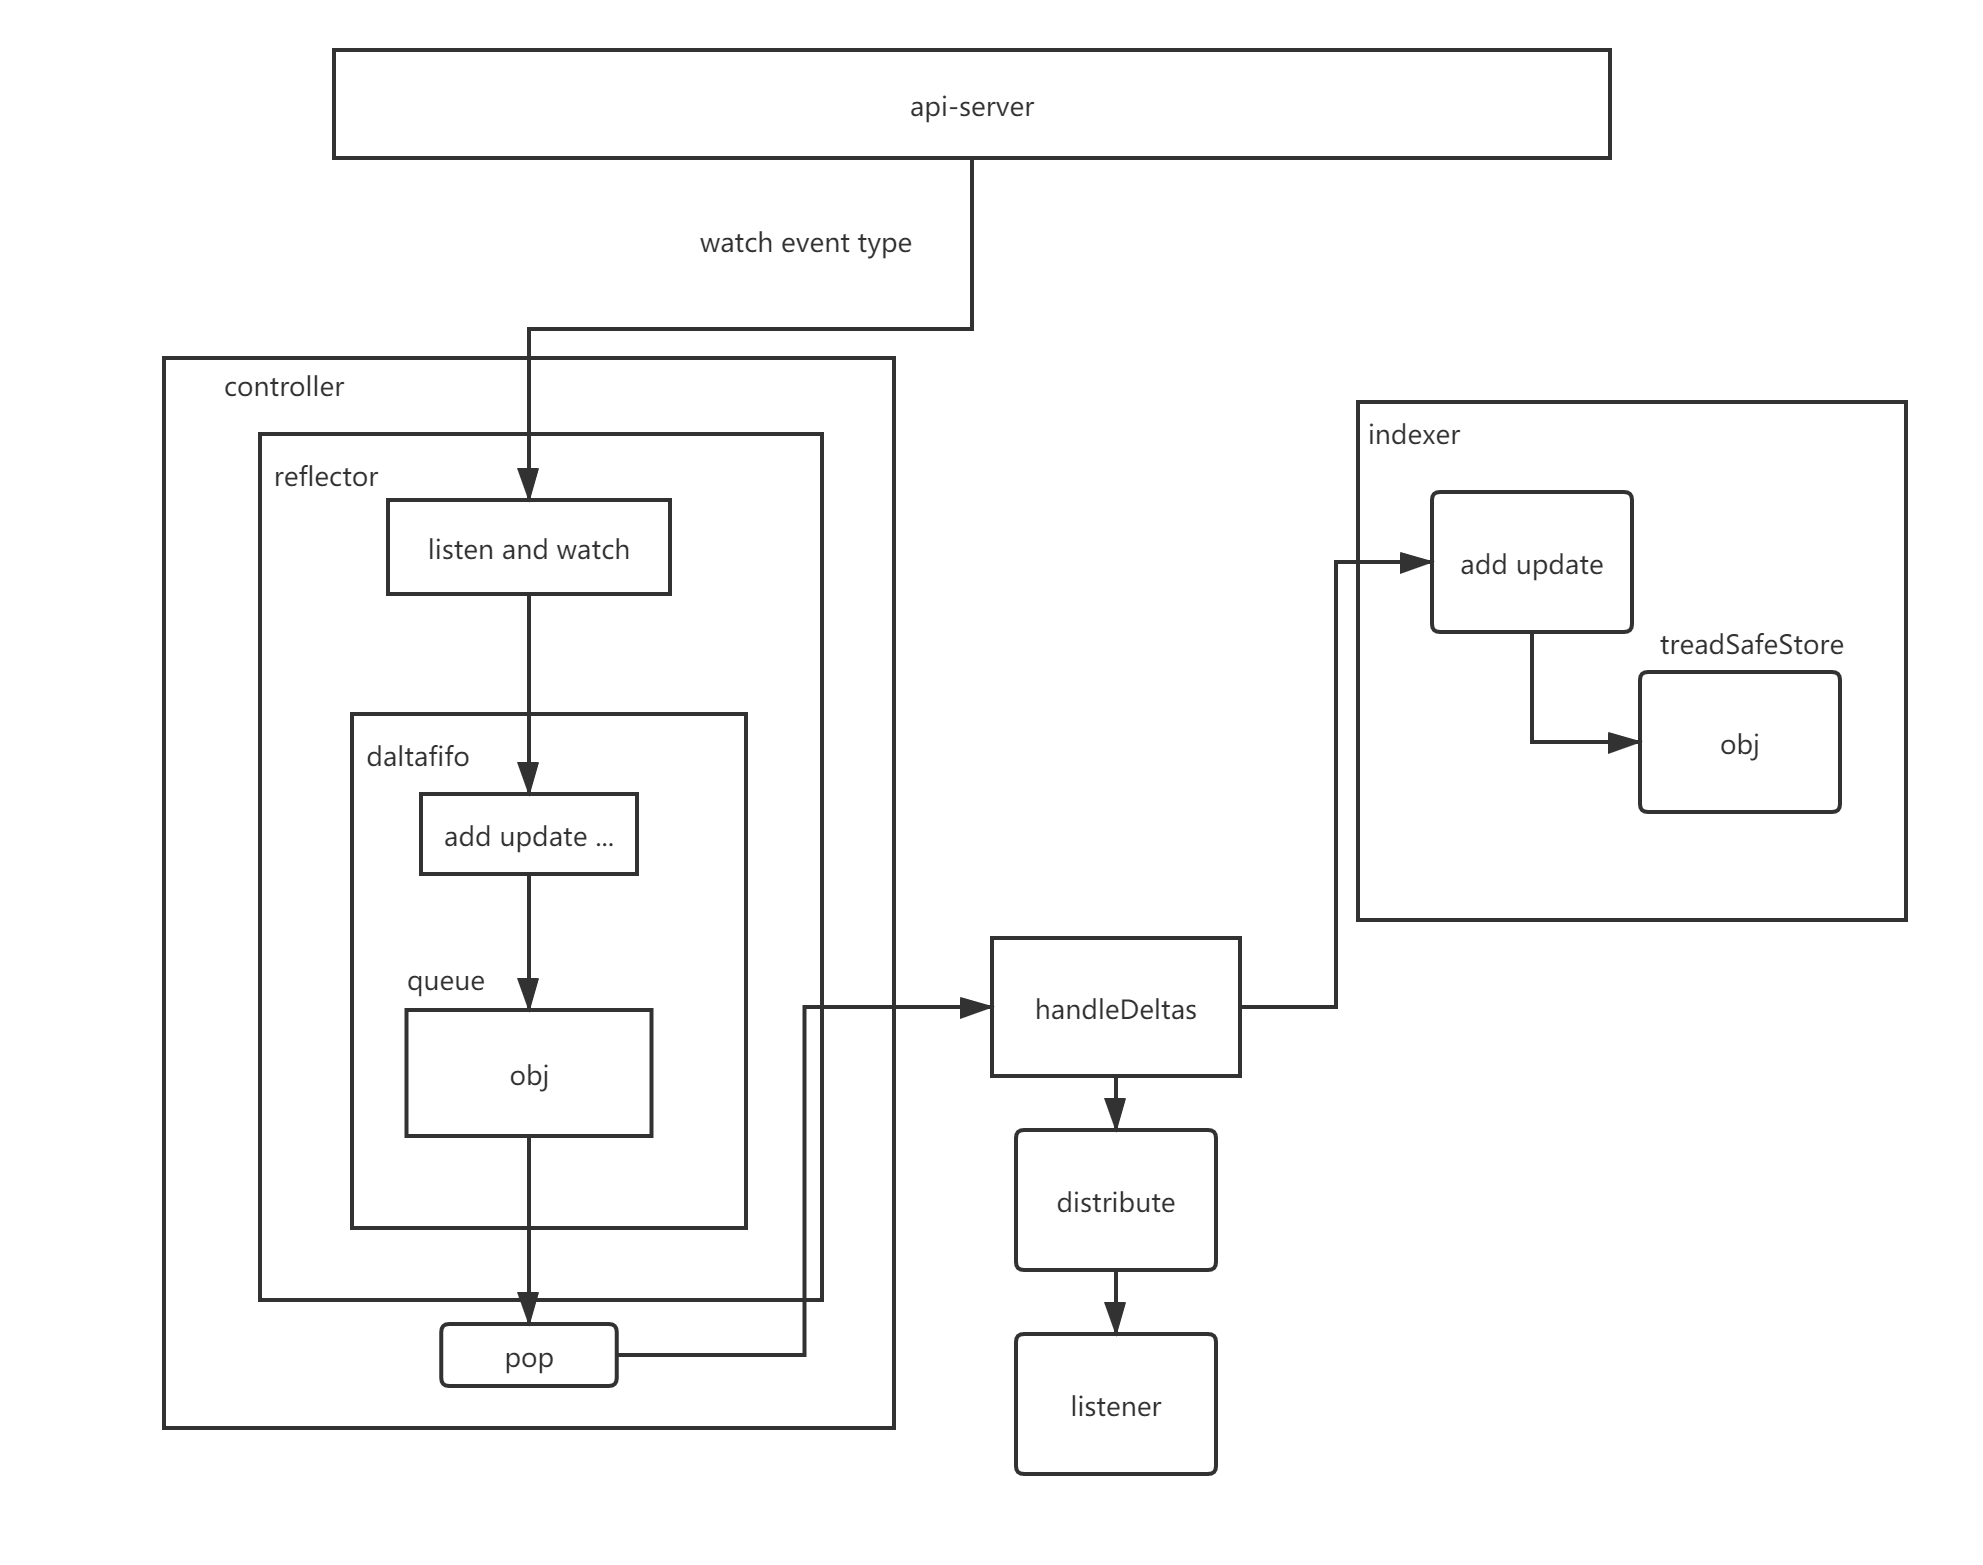 api-server
watch event type
controller
reflector
listen and watch
daltafifo
add update ...
queue
obj
pop
handleDeltas
distribute
listener
indexer
add update
treadSafeStore
obj